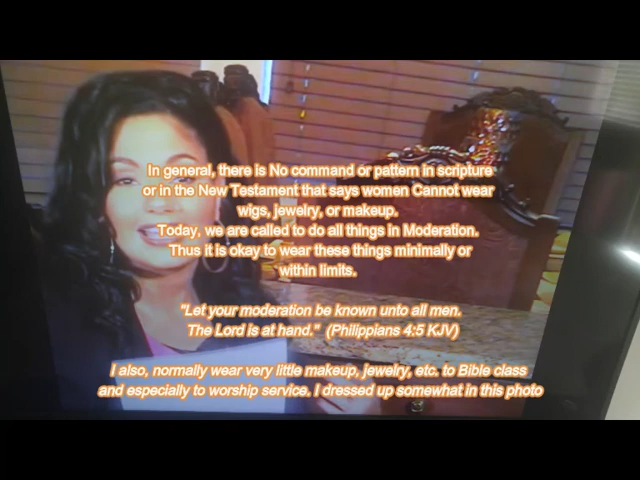 In general, there is No command or pattern in scripture
or in the New Testament that says women Cannot wear
wigs, jewelry, or makeup.
Today, we are called to do all things in Moderation.
Thus it is okay to wear these things minimally or
within limits.
"Let your moderation be known unto all men.
The Lord is at hand." (Philippians 4:5 KJV)
I also, normally wear very little makeup, jewelry, etc. to Bible class
and especially to worship service. I dressed up somewhat in this photo